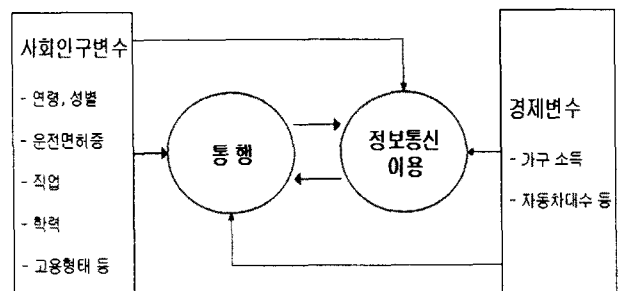 사회인구변수
- 연령, 성별
- 운전면허증
- 직업
- 학력
- 고용형태 등
통행
정보통신
이용
경제변수
- 가구 소득
- 자동차대수 등